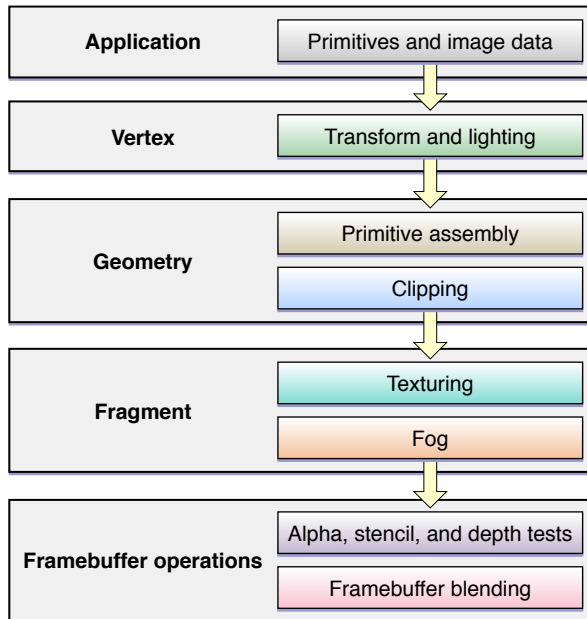 Application
Primitives and image data
Vertex
Transform and lighting
Geometry
Primitive assembly
Clipping
Fragment
Texturing
Fog
Framebuffer operations
Alpha, stencil, and depth tests
Framebuffer blending